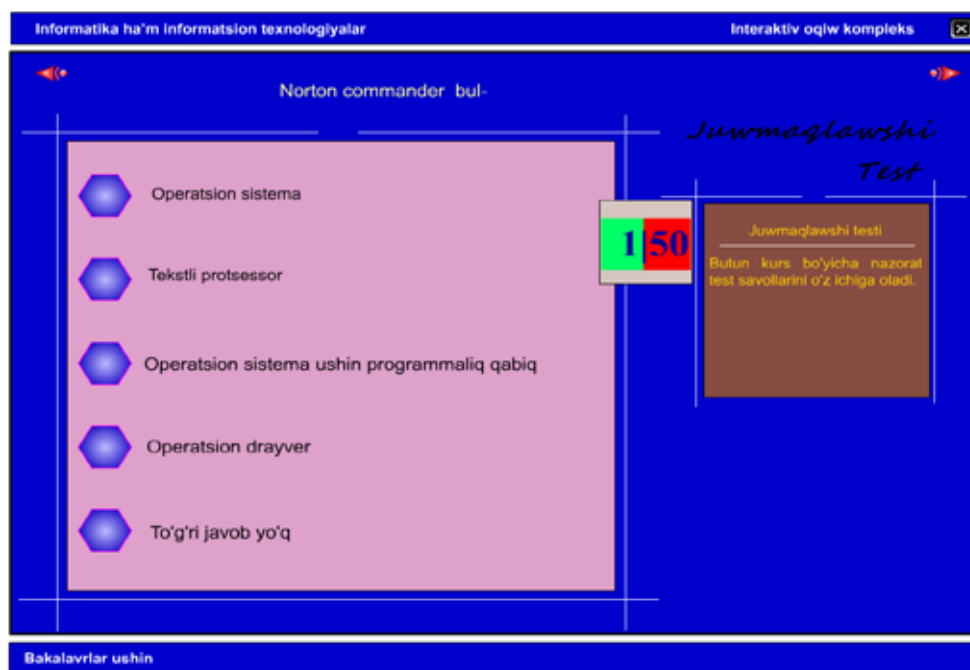 Informatika ha'm informatsion texnologiyalar
Interaktiv oqiw kompleks
Norton commander bul-
Juwmaqlawshi
Test
Operatsion sistema
Tekstli protsessor
Operatsion sistema ushin programmaliq qabiq
Operatsion drayver
To'g'ri javob yo'q
1|50
Juwmaqlawshi testi
Butun kurs bo'yicha nazorat
test savollarini o'z ichiga oladi.
Bakalavrlar ushin